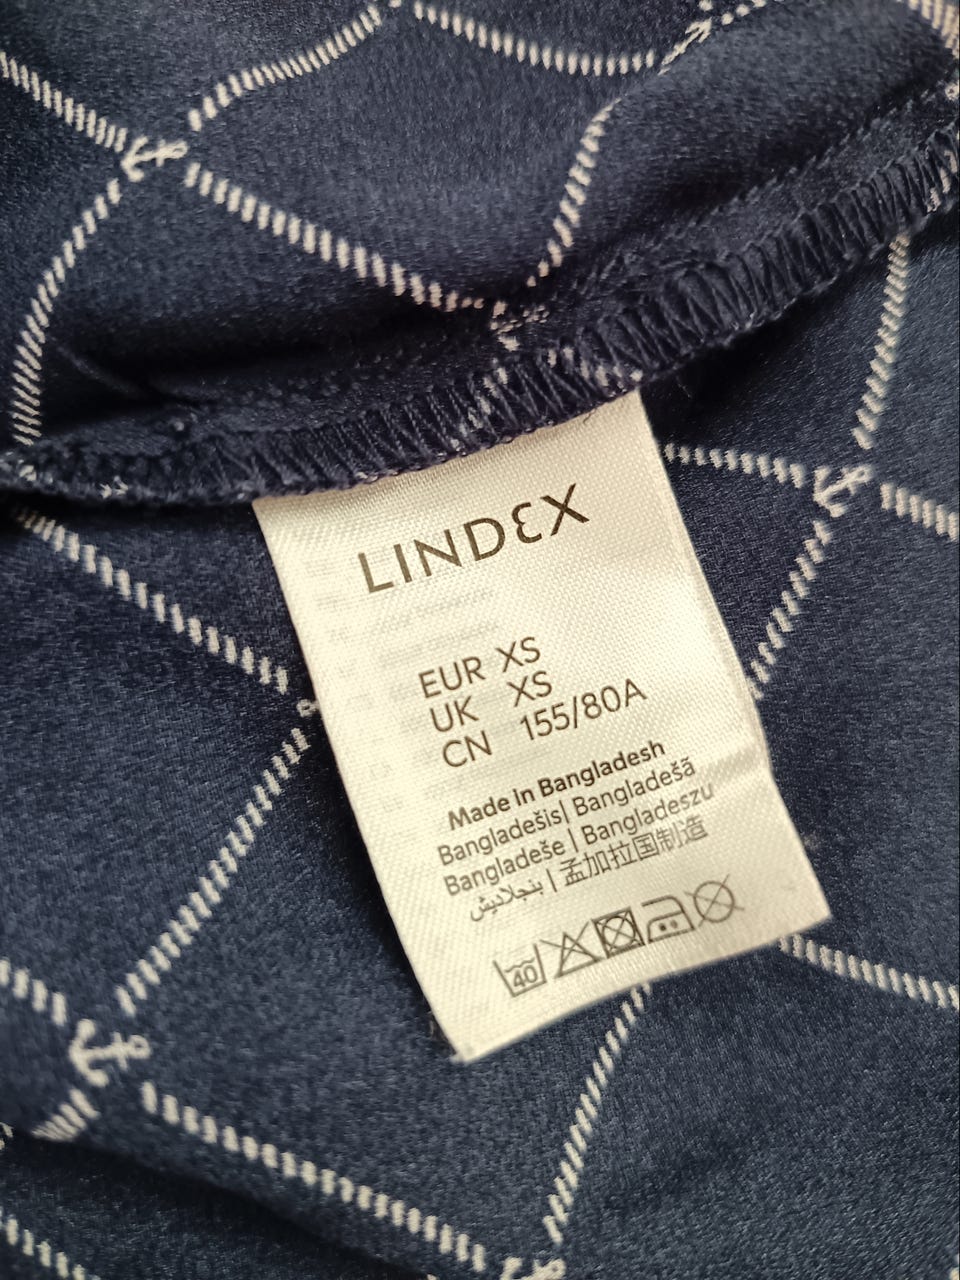 LINDEX
EUR XS
UK XS
CN 155/80A
Made in Bangladesh
Bangladešis| Bangladešā
Bangladeše | Bangladeszu
بنجلاديش | 孟加拉国制造
40